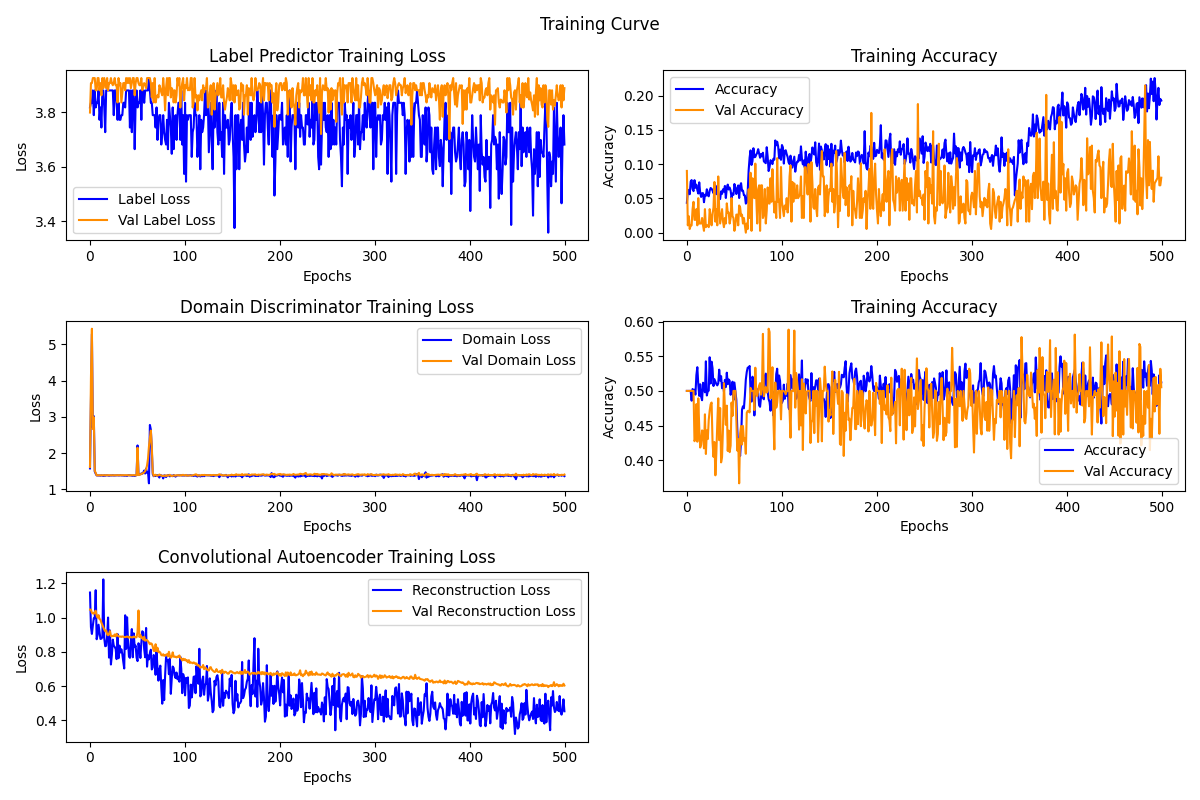 Training Curve
Label Predictor Training Loss
Loss
3.8
3.6
3.4
Label Loss
Val Label Loss
0 100 200 300 400 500
Epochs
Training Accuracy
Accuracy
0.20
0.15
0.10
0.05
0.00
Accuracy
Val Accuracy
0 100 200 300 400 500
Epochs
Domain Discriminator Training Loss
Loss
5
4
3
2
1
Domain Loss
Val Domain Loss
0 100 200 300 400 500
Epochs
Training Accuracy
Accuracy
0.60
0.55
0.50
0.45
0.40
Accuracy
Val Accuracy
0 100 200 300 400 500
Epochs
Convolutional Autoencoder Training Loss
Loss
1.2
1.0
0.8
0.6
0.4
Reconstruction Loss
Val Reconstruction Loss
0 100 200 300 400 500
Epochs